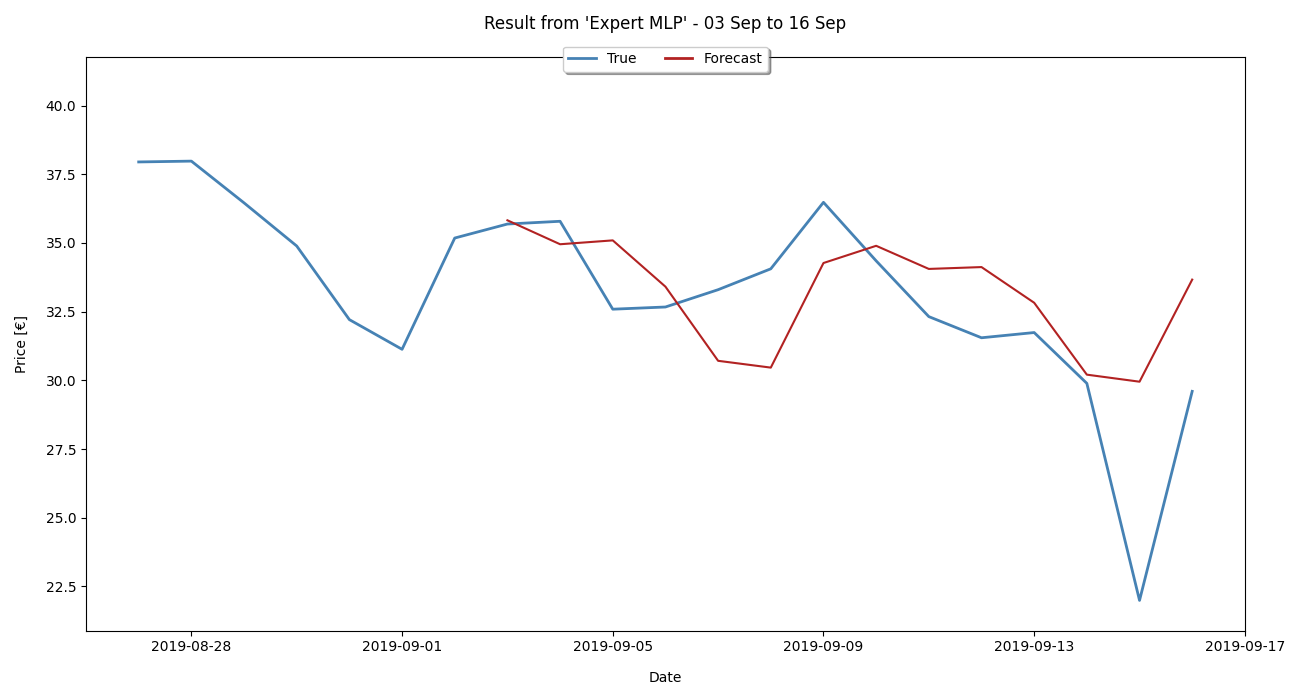 Result from 'Expert MLP' - 03 Sep to 16 Sep
True Forecast
40.0
37.5
35.0
32.5
30.0
27.5
25.0
22.5
Price [€]
2019-08-28 2019-09-01 2019-09-05 2019-09-09 2019-09-13 2019-09-17
Date